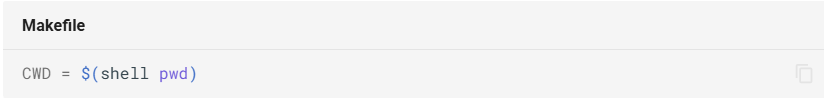 Makefile
CWD = $(shell pwd)